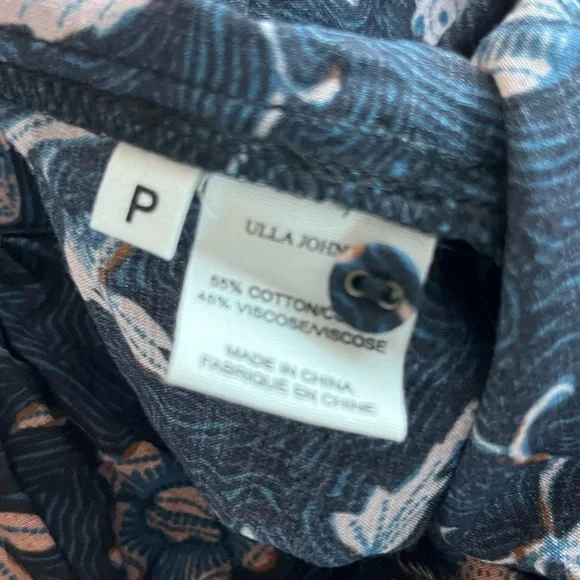 P
ULLA JOHN
55% COTTON/C
45% VISCOSE/VISCOSE
MADE IN CHINA
FABRIQUÉ EN CHINE